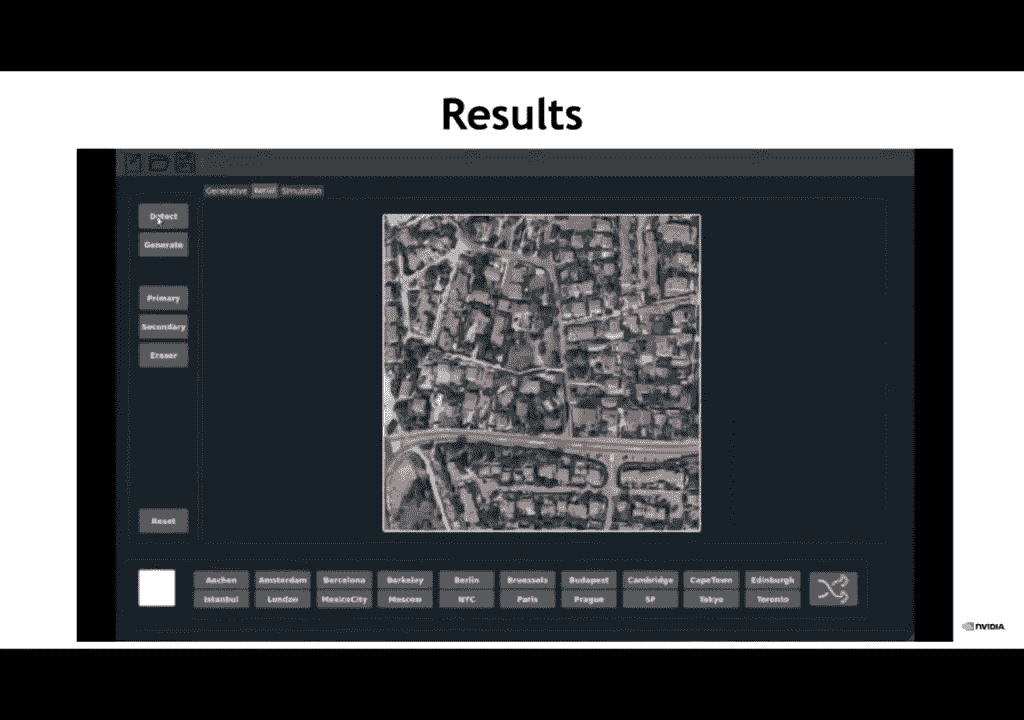 Results
Generative Aerial Simulation
Detect
Generate
Primary
Secondary
Eraser
Reset
Aachen Amsterdam Barcelona Berkeley Berlin Bruessels Budapest Cambridge CapeTown Edinburgh
Istanbul London MexicoCity Moscow NYC Paris Prague SF Tokyo Toronto
NVIDIA